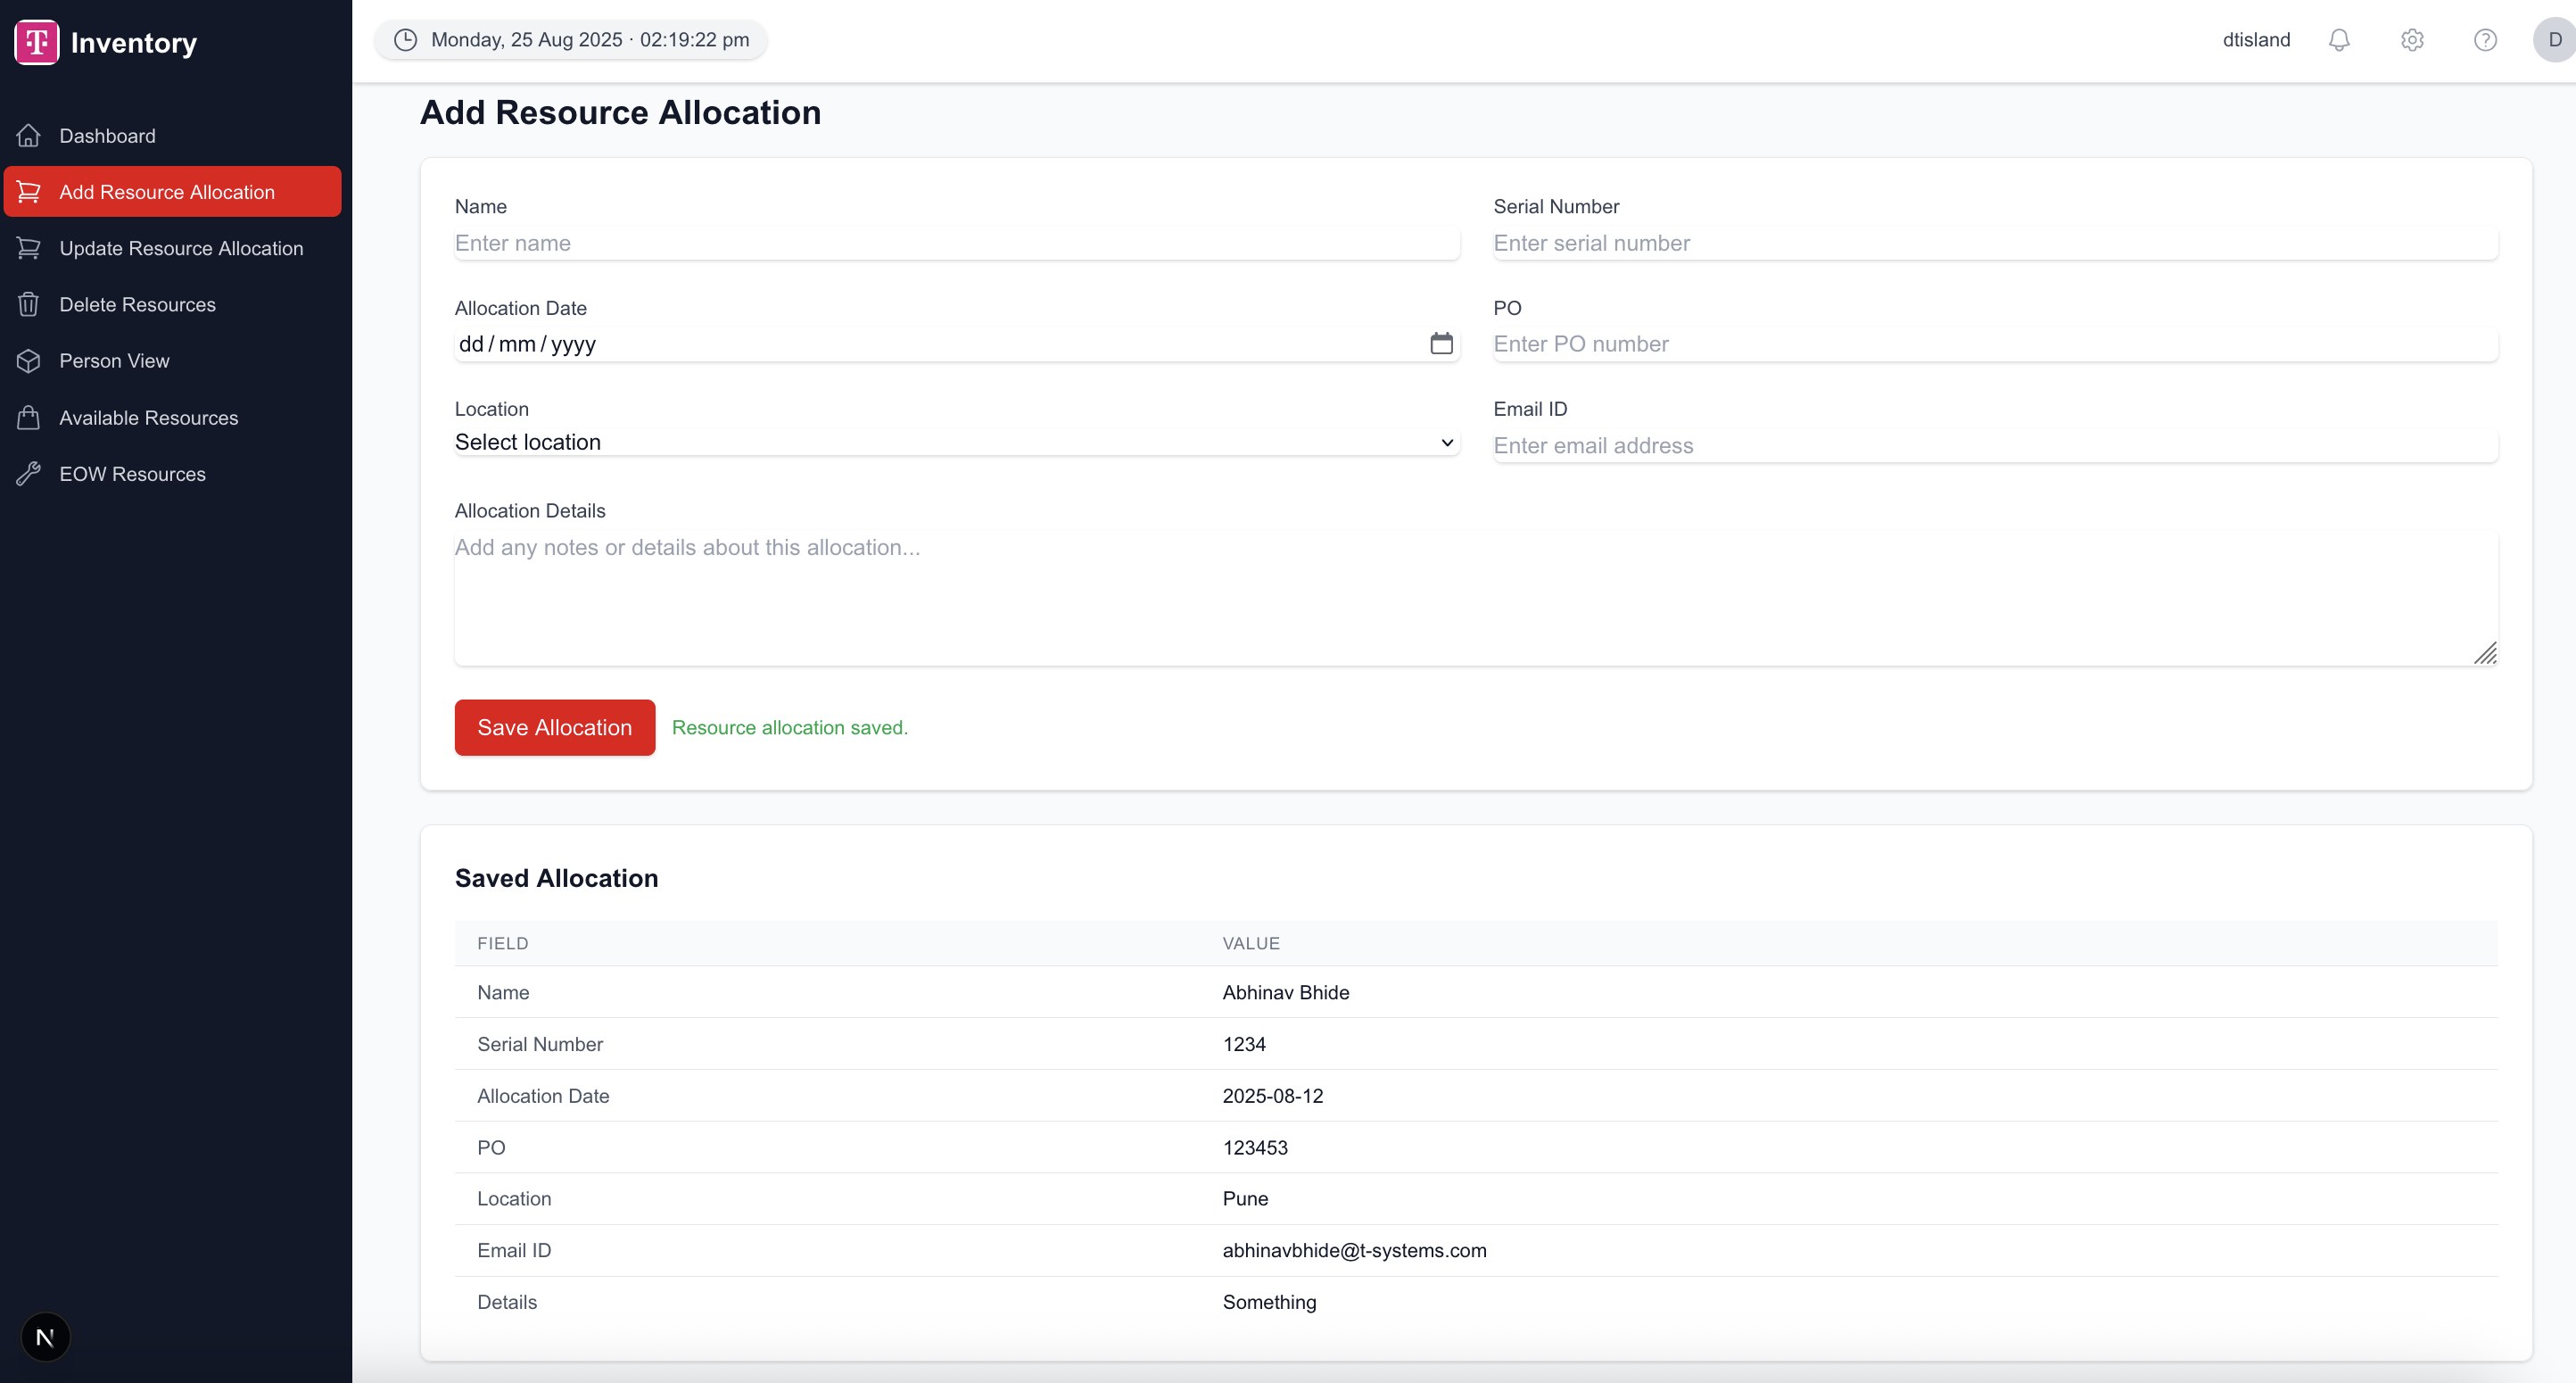 T Inventory
Monday, 25 Aug 2025 · 02:19:22 pm
dtisland
D
Dashboard
Add Resource Allocation
Update Resource Allocation
Delete Resources
Person View
Available Resources
EOW Resources
N
Add Resource Allocation
Name
Enter name
Serial Number
Enter serial number
Allocation Date
dd/mm/yyyy
PO
Enter PO number
Location
Select location
Email ID
Enter email address
Allocation Details
Add any notes or details about this allocation...
Save Allocation
Resource allocation saved.
Saved Allocation
FIELD VALUE
Name Abhinav Bhide
Serial Number 1234
Allocation Date 2025-08-12
PO 123453
Location Pune
Email ID abhinavbhide@t-systems.com
Details Something